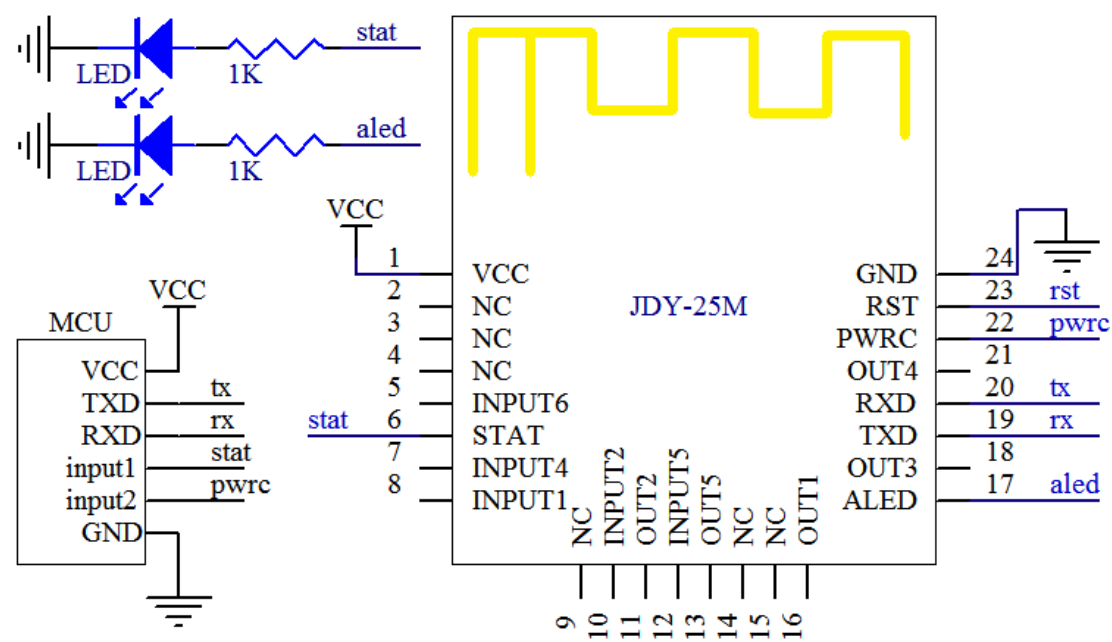 stat
LED 1K
aled
LED 1K
VCC
1 VCC
2 NC
3 NC
4 NC
5 INPUT6
stat 6 STAT
7 INPUT4
8 INPUT1
JDY-25M
GND 24
RST 23 rst
PWRC 22 pwrc
OUT4 21
RXD 20 tx
TXD 19 rx
OUT3 18
ALED 17 aled
NC INPUT2 OUT2 INPUT5 OUT5 NC NC OUT1
9 10 11 12 13 14 15 16
VCC
MCU
VCC
TXD tx
RXD rx
input1 stat
input2 pwrc
GND